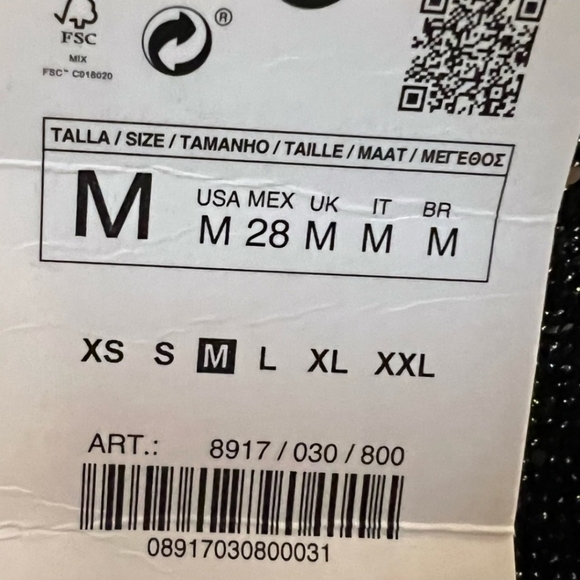 FSC
MIX
FSC™ C018020
®
TALLA / SIZE / TAMANHO / TAILLE / MAAT / ΜΕΓΕΘΟΣ
M
USA MEX UK IT BR
M 28 M M M
XS S M L XL XXL
ART.: 8917 / 030 / 800
08917030800031